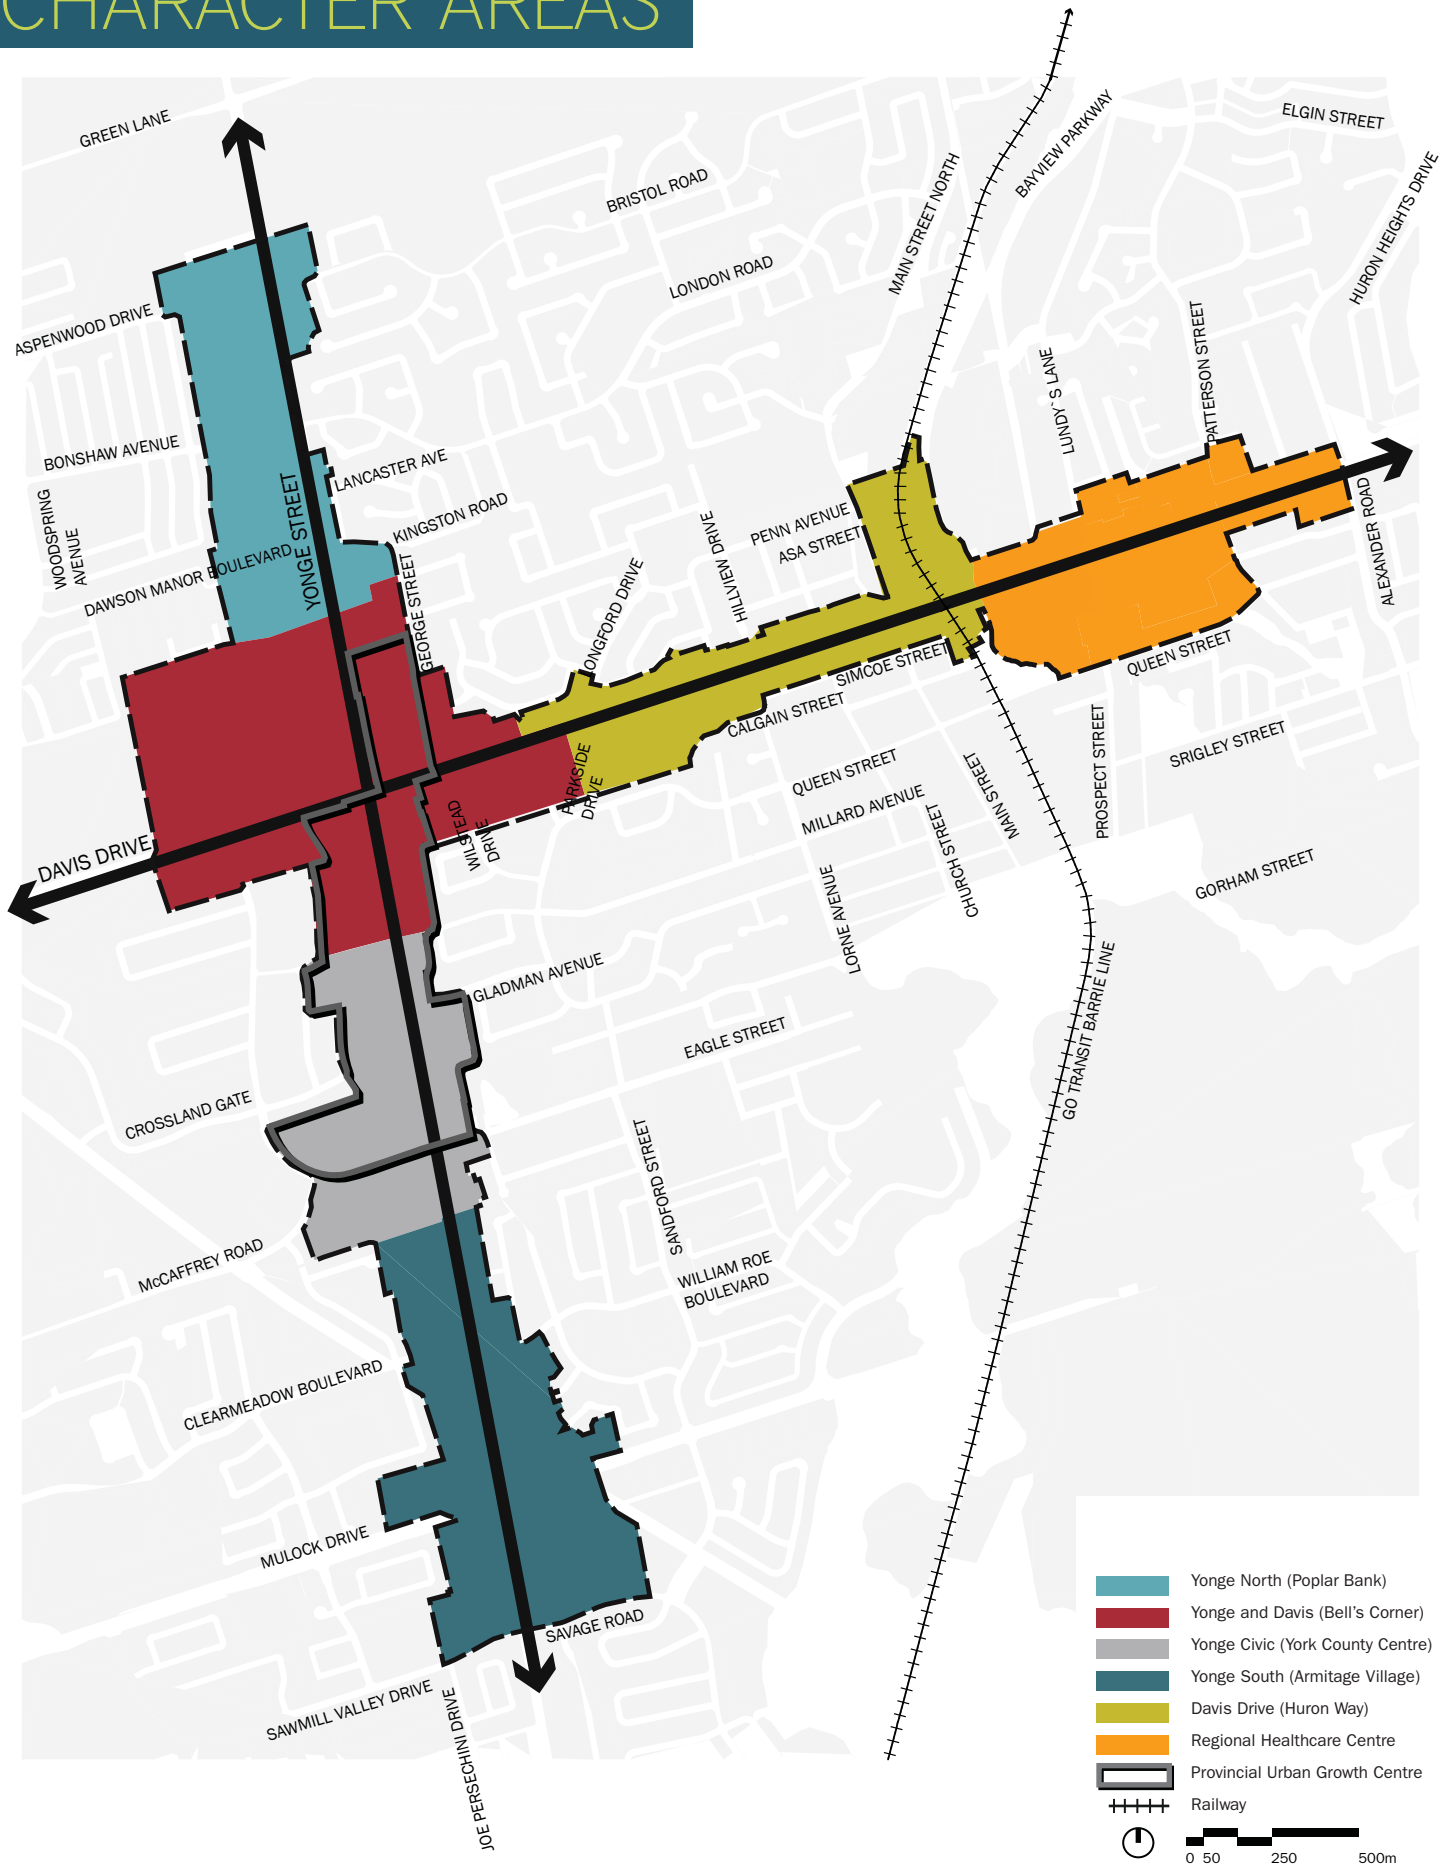 CHARACTER AREAS
GREEN LANE
ELGIN STREET
BAYVIEW PARKWAY
BRISTOL ROAD
MAIN STREET NORTH
HURON HEIGHTS DRIVE
LONDON ROAD
ASPENWOOD DRIVE
PATTERSON STREET
LUNDY`S LANE
BONSHAW AVENUE
LANCASTER AVE
YONGE STREET
KINGSTON ROAD
WOODSPRING
AVENUE
PENN AVENUE
ASA STREET
HILLVIEW DRIVE
ALEXANDER ROAD
DAWSON MANOR BOULEVARD
GEORGE STREET
LONGFORD DRIVE
SIMCOE STREET
QUEEN STREET
CALGAIN STREET
PARKSIDE
DRIVE
QUEEN STREET
MAIN STREET
PROSPECT STREET
SRIGLEY STREET
MILLARD AVENUE
WILSTEAD
DRIVE
CHURCH STREET
DAVIS DRIVE
LORNE AVENUE
GORHAM STREET
GLADMAN AVENUE
GO TRANSIT BARRIE LINE
EAGLE STREET
CROSSLAND GATE
SANDFORD STREET
McCAFFREY ROAD
WILLIAM ROE
BOULEVARD
CLEARMEADOW BOULEVARD
MULOCK DRIVE
SAVAGE ROAD
SAWMILL VALLEY DRIVE
JOE PERSECHINI DRIVE
Yonge North (Poplar Bank)
Yonge and Davis (Bell's Corner)
Yonge Civic (York County Centre)
Yonge South (Armitage Village)
Davis Drive (Huron Way)
Regional Healthcare Centre
Provincial Urban Growth Centre
Railway
0 50 250 500m